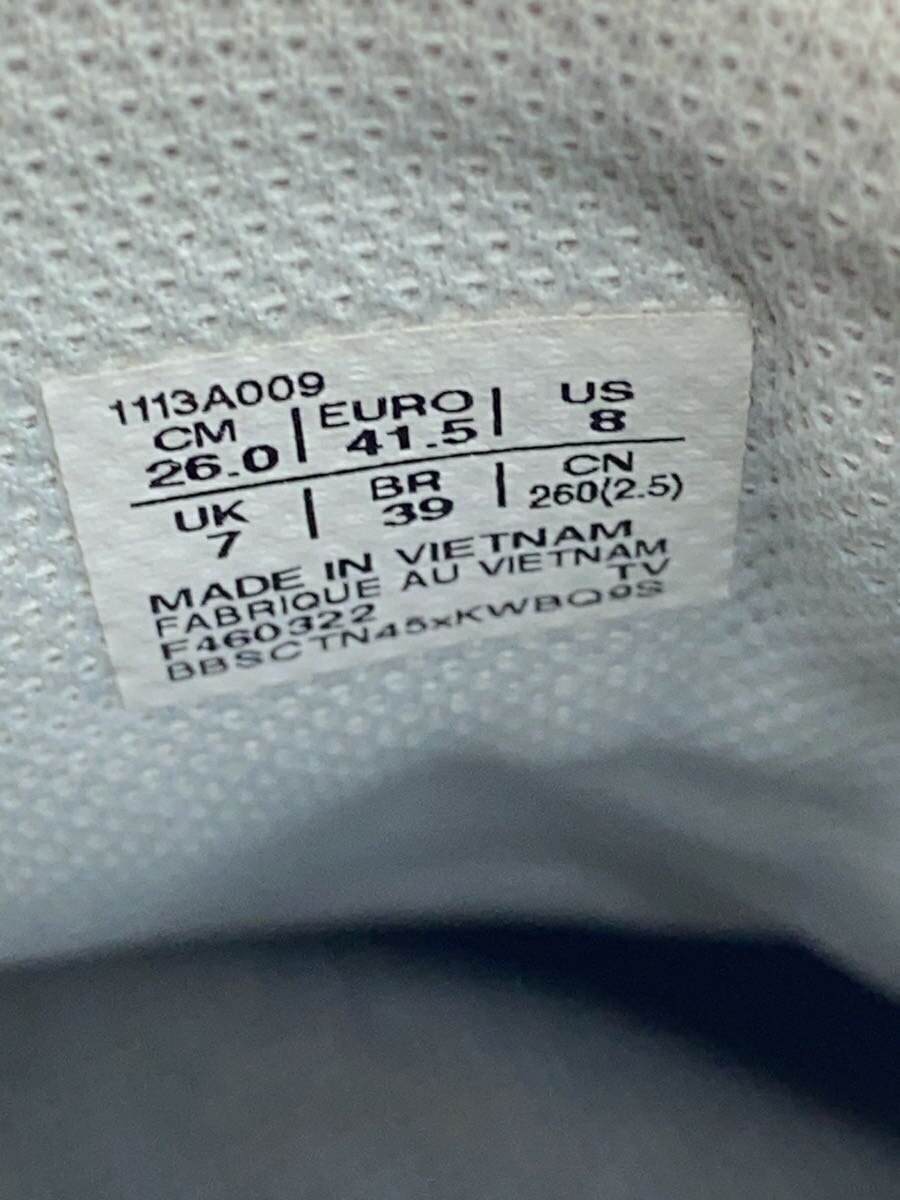 1113A009
CM | EURO | US
26.0 | 41.5 | 8
UK | BR | CN
7 | 39 | 260(2.5)
MADE IN VIETNAM
FABRIQUE AU VIETNAM
F460322 TV
BBSCTN45xKWBQ9S